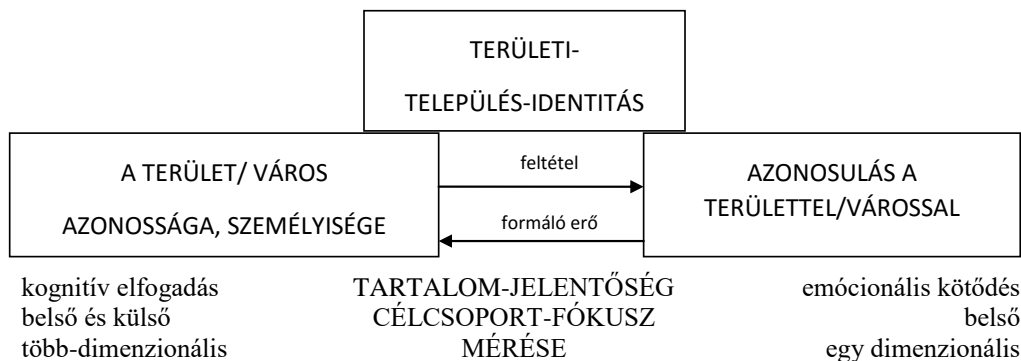 TERÜLETI-
TELEPÜLÉS-IDENTITÁS
A TERÜLET/ VÁROS
AZONOSSÁGA, SZEMÉLYISÉGE
feltétel
formáló erő
AZONOSULÁS A
TERÜLETTEL/VÁROSSAL
kognitív elfogadás TARTALOM-JELENTŐSÉG emócionális kötődés
belső és külső CÉLCSOPORT-FÓKUSZ belső
több-dimenzionális MÉRÉSE egy dimenzionális